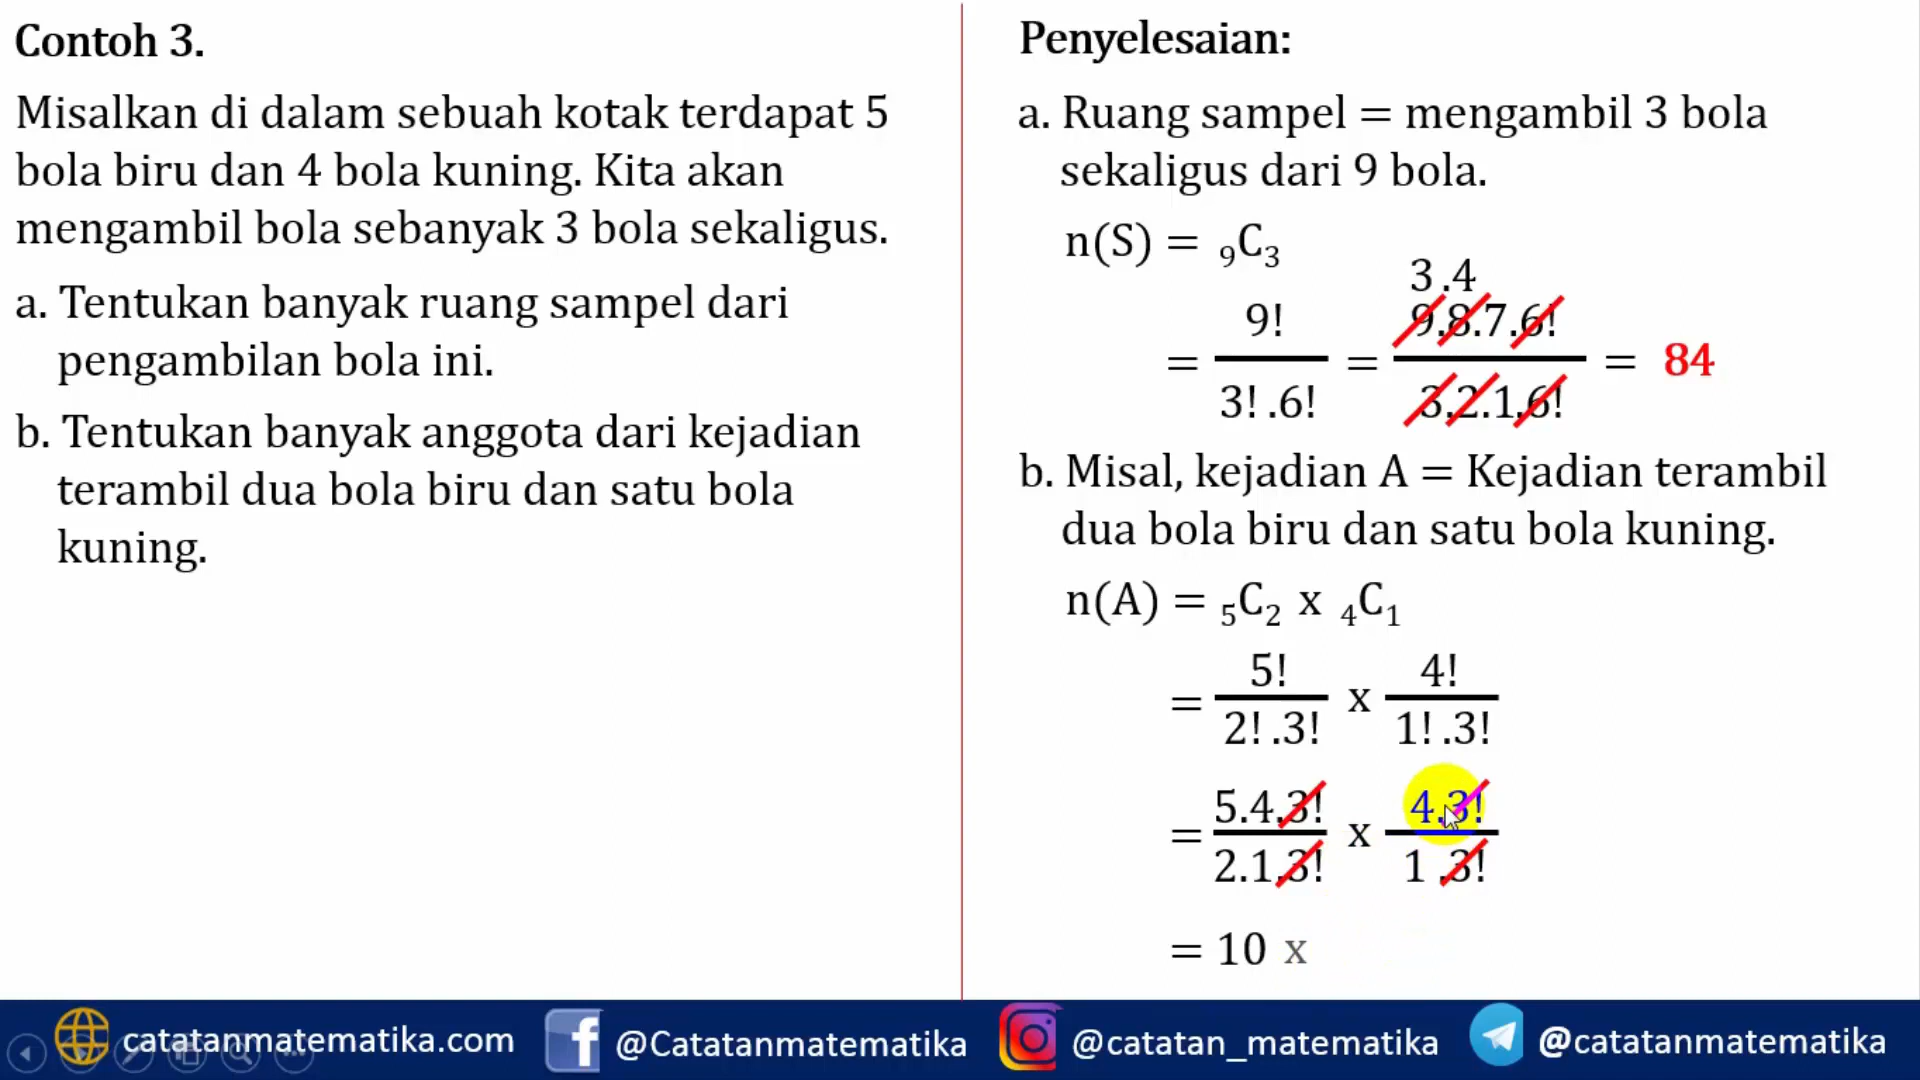 Contoh 3.
Misalkan di dalam sebuah kotak terdapat 5
bola biru dan 4 bola kuning. Kita akan
mengambil bola sebanyak 3 bola sekaligus.
a. Tentukan banyak ruang sampel dari
pengambilan bola ini.
b. Tentukan banyak anggota dari kejadian
terambil dua bola biru dan satu bola
kuning.
Penyelesaian:
a. Ruang sampel = mengambil 3 bola
sekaligus dari 9 bola.
n(S) = ₉C₃
3 .4
= 9! / 3! .6! = 9.8.7.6! / 3.2.1.6! = 84
b. Misal, kejadian A = Kejadian terambil
dua bola biru dan satu bola kuning.
n(A) = ₅C₂ x ₄C₁
= 5! / 2! .3! x 4! / 1! .3!
= 5.4.3! / 2.1.3! x 4.3! / 1 .3!
= 10 x
catatanmatematika.com
@Catatanmatematika
@catatan_matematika
@catatanmatematika